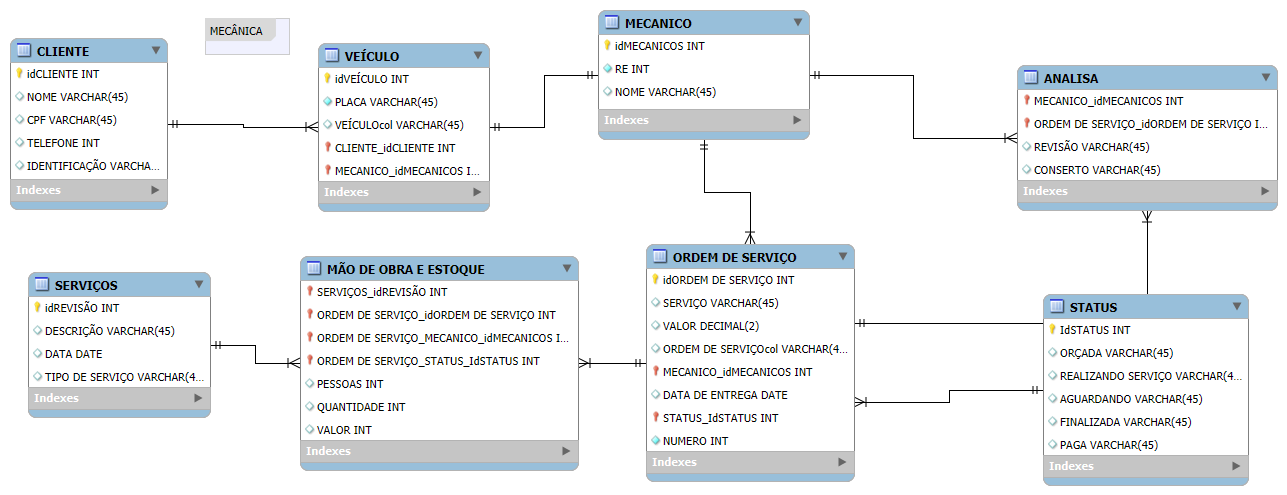 MECÂNICA
CLIENTE
idCLIENTE INT
NOME VARCHAR(45)
CPF VARCHAR(45)
TELEFONE INT
IDENTIFICAÇÃO VARCHA...
Indexes
VEÍCULO
idVEÍCULO INT
PLACA VARCHAR(45)
VEÍCULOcol VARCHAR(45)
CLIENTE_idCLIENTE INT
MECANICO_idMECANICOS I...
Indexes
MECANICO
idMECANICOS INT
RE INT
NOME VARCHAR(45)
Indexes
ANALISA
MECANICO_idMECANICOS INT
ORDEM DE SERVIÇO_idORDEM DE SERVIÇO I...
REVISÃO VARCHAR(45)
CONSERTO VARCHAR(45)
Indexes
SERVIÇOS
idREVISÃO INT
DESCRIÇÃO VARCHAR(45)
DATA DATE
TIPO DE SERVIÇO VARCHAR(4...
Indexes
MÃO DE OBRA E ESTOQUE
SERVIÇOS_idREVISÃO INT
ORDEM DE SERVIÇO_idORDEM DE SERVIÇO INT
ORDEM DE SERVIÇO_MECANICO_idMECANICOS I...
ORDEM DE SERVIÇO_STATUS_IdSTATUS INT
PESSOAS INT
QUANTIDADE INT
VALOR INT
Indexes
ORDEM DE SERVIÇO
idORDEM DE SERVIÇO INT
SERVIÇO VARCHAR(45)
VALOR DECIMAL(2)
ORDEM DE SERVIÇOcol VARCHAR(4...
MECANICO_idMECANICOS INT
DATA DE ENTREGA DATE
STATUS_IdSTATUS INT
NUMERO INT
Indexes
STATUS
IdSTATUS INT
ORÇADA VARCHAR(45)
REALIZANDO SERVIÇO VARCHAR(4...
AGUARDANDO VARCHAR(45)
FINALIZADA VARCHAR(45)
PAGA VARCHAR(45)
Indexes